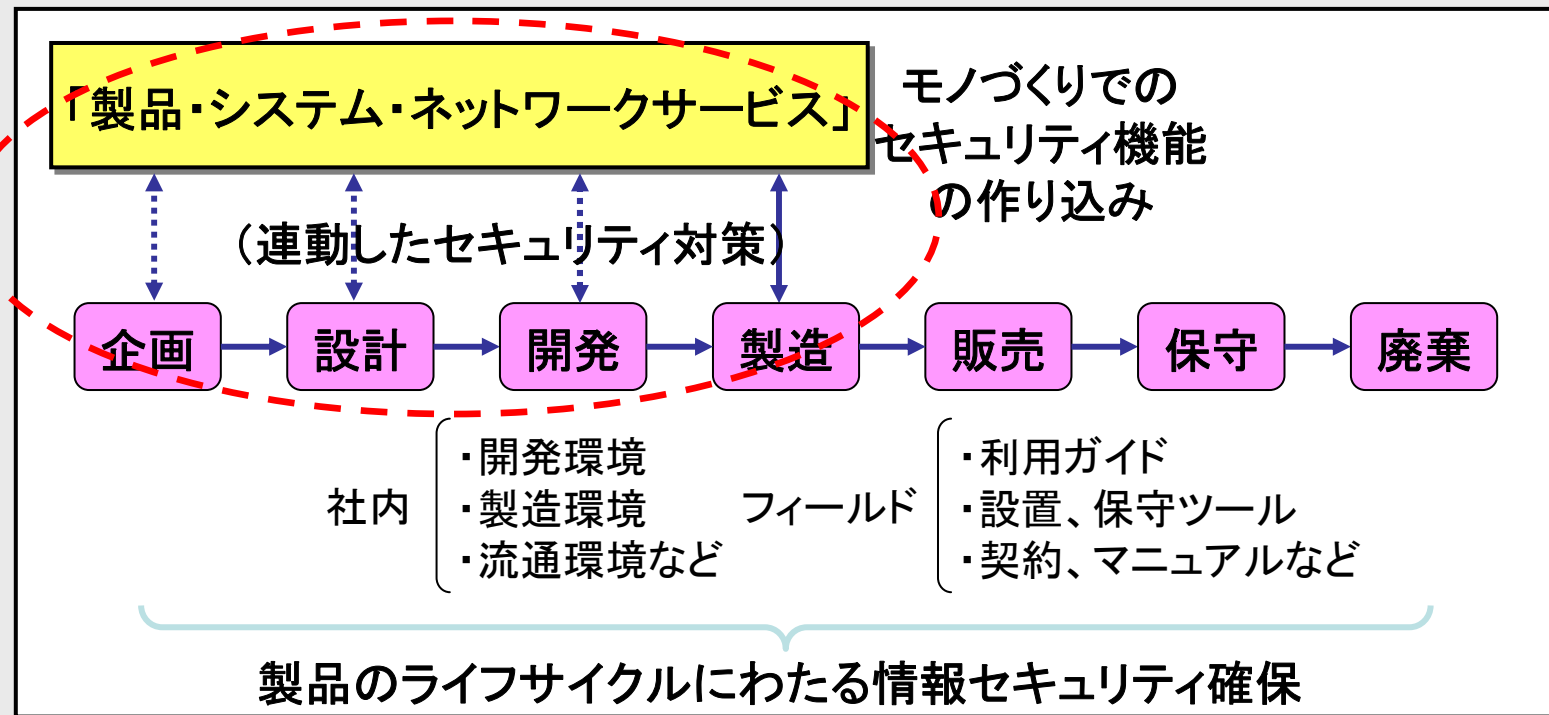 「製品・システム・ネットワークサービス」
モノづくりでの
セキュリティ機能
の作り込み
（連動したセキュリティ対策）
企画
設計
開発
製造
販売
保守
廃棄
社内
・開発環境
・製造環境
・流通環境など
フィールド
・利用ガイド
・設置、保守ツール
・契約、マニュアルなど
製品のライフサイクルにわたる情報セキュリティ確保